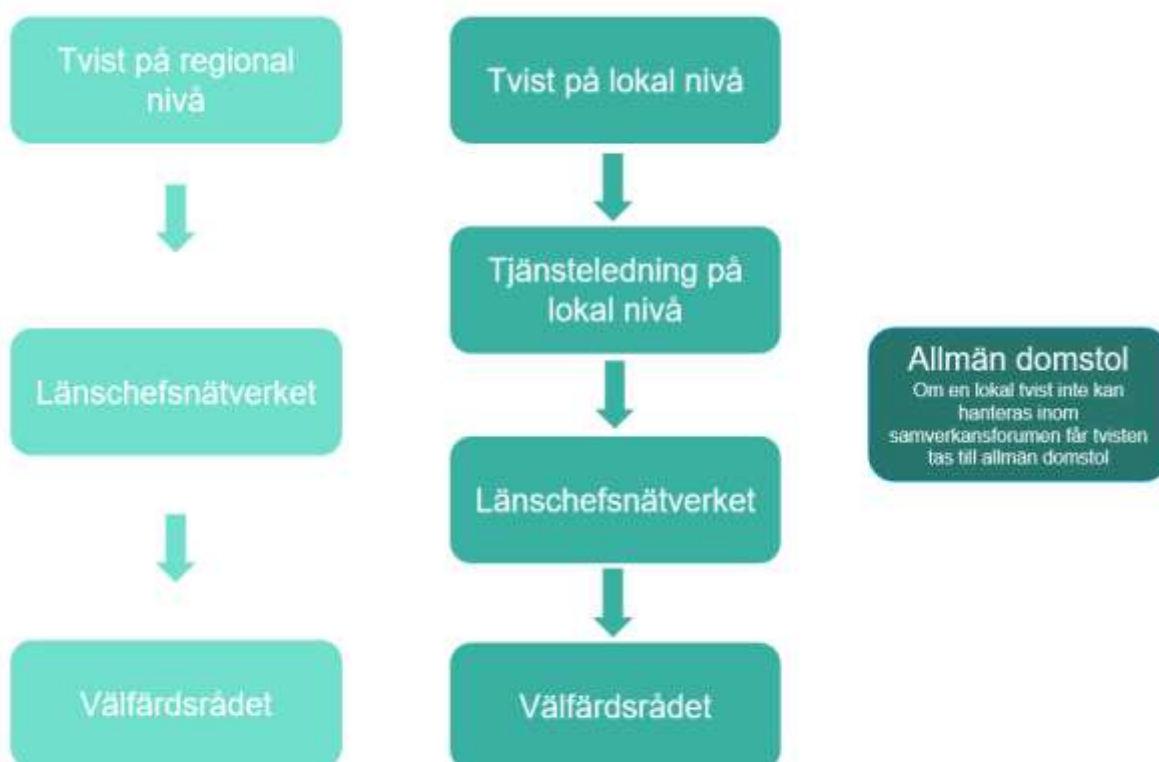 Tvist på regional
nivå
Länschefsnätverket
Välfärdsrådet
Tvist på lokal nivå
Tjänsteledning på
lokal nivå
Länschefsnätverket
Välfärdsrådet
Allmän domstol
Om en lokal tvist inte kan
hanteras inom
samverkansforumen får tvisten
tas till allmän domstol